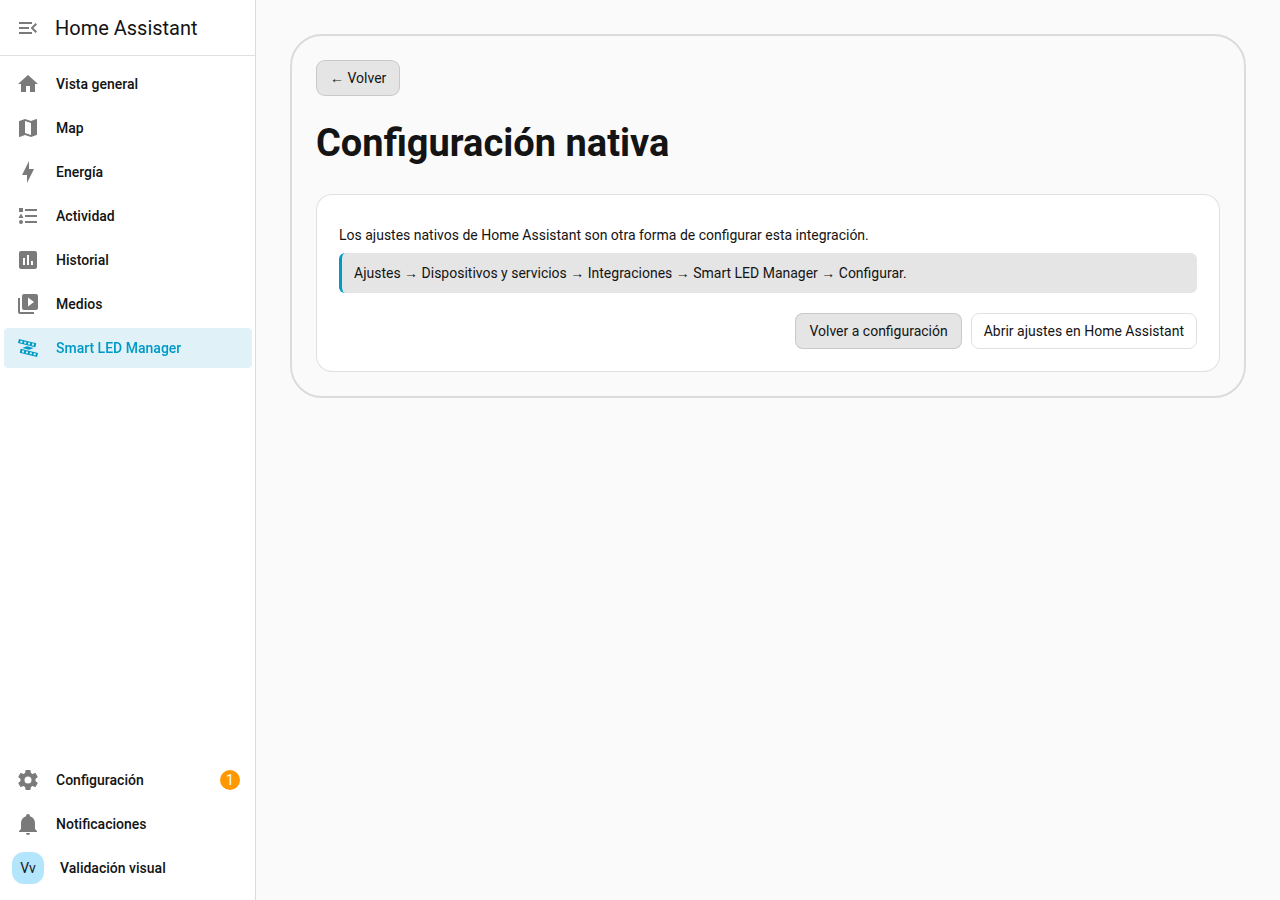 Home Assistant
Vista general
Map
Energía
Actividad
Historial
Medios
Smart LED Manager
Configuración 1
Notificaciones
Vv Validación visual
← Volver
Configuración nativa
Los ajustes nativos de Home Assistant son otra forma de configurar esta integración.
Ajustes → Dispositivos y servicios → Integraciones → Smart LED Manager → Configurar.
Volver a configuración
Abrir ajustes en Home Assistant